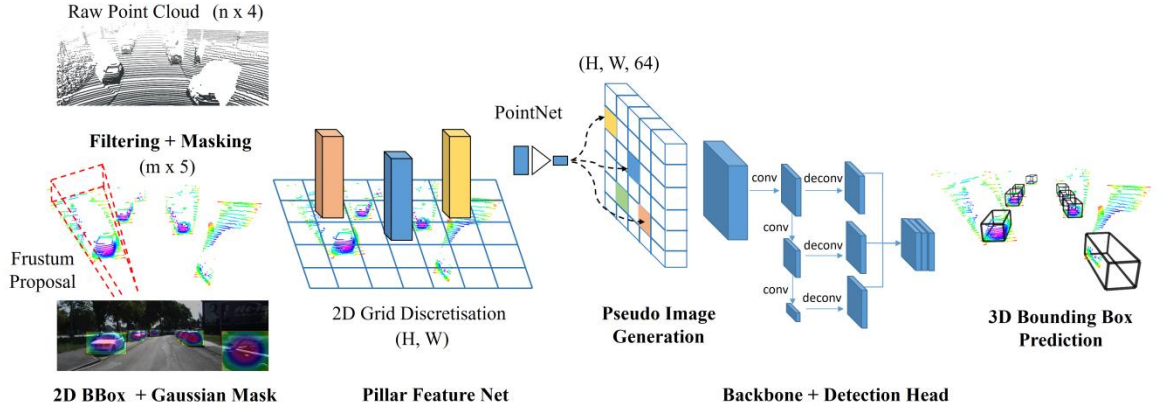 Raw Point Cloud (n x 4)
Filtering + Masking
(m x 5)
Frustum
Proposal
2D BBox + Gaussian Mask
2D Grid Discretisation
(H, W)
Pillar Feature Net
PointNet
(H, W, 64)
Pseudo Image
Generation
conv
deconv
conv
deconv
conv
deconv
Backbone + Detection Head
3D Bounding Box
Prediction